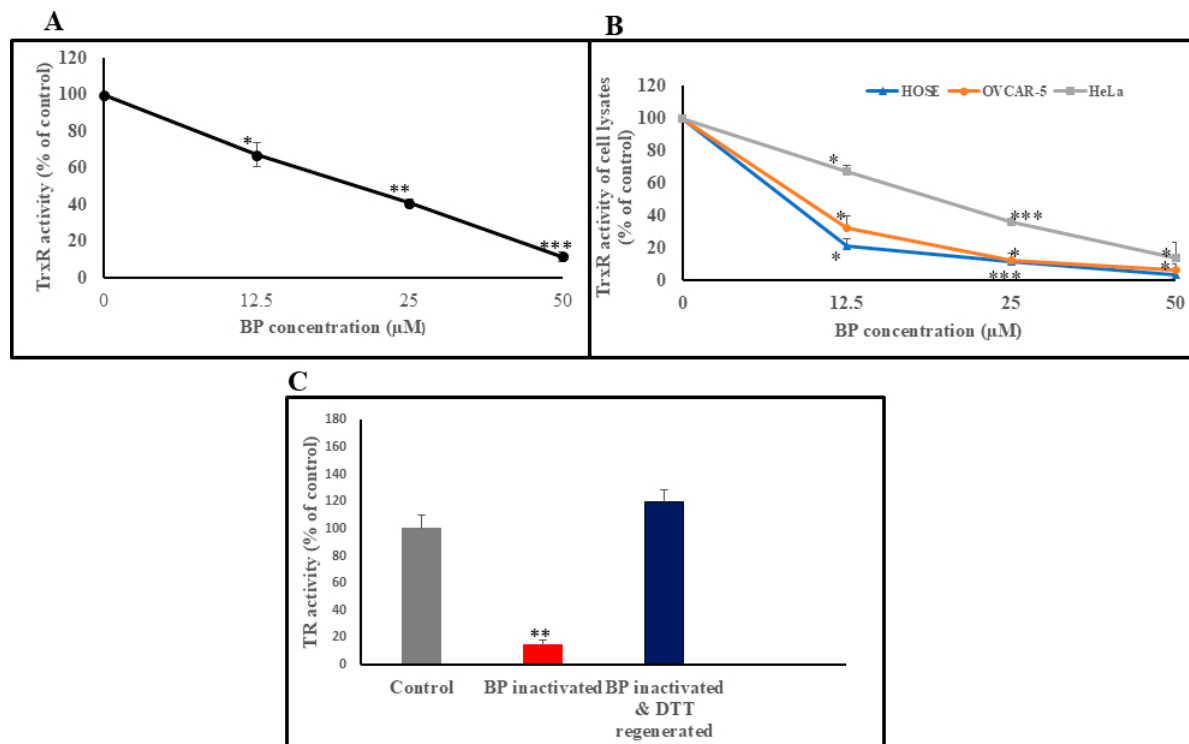 A
TrxR activity (% of control)
120
100
80
60
40
20
0
*
**
***
0 12.5 25 50
BP concentration (µM)
B
TrxR activity of cell lysates
(% of control)
HOSE OVCAR-5 HeLa
120
100
80
60
40
20
0
*
*
*
***
*
***
*
*
0 12.5 25 50
BP concentration (µM)
C
TR activity (% of control)
180
160
140
120
100
80
60
40
20
0
**
Control BP inactivated BP inactivated
& DTT
regenerated